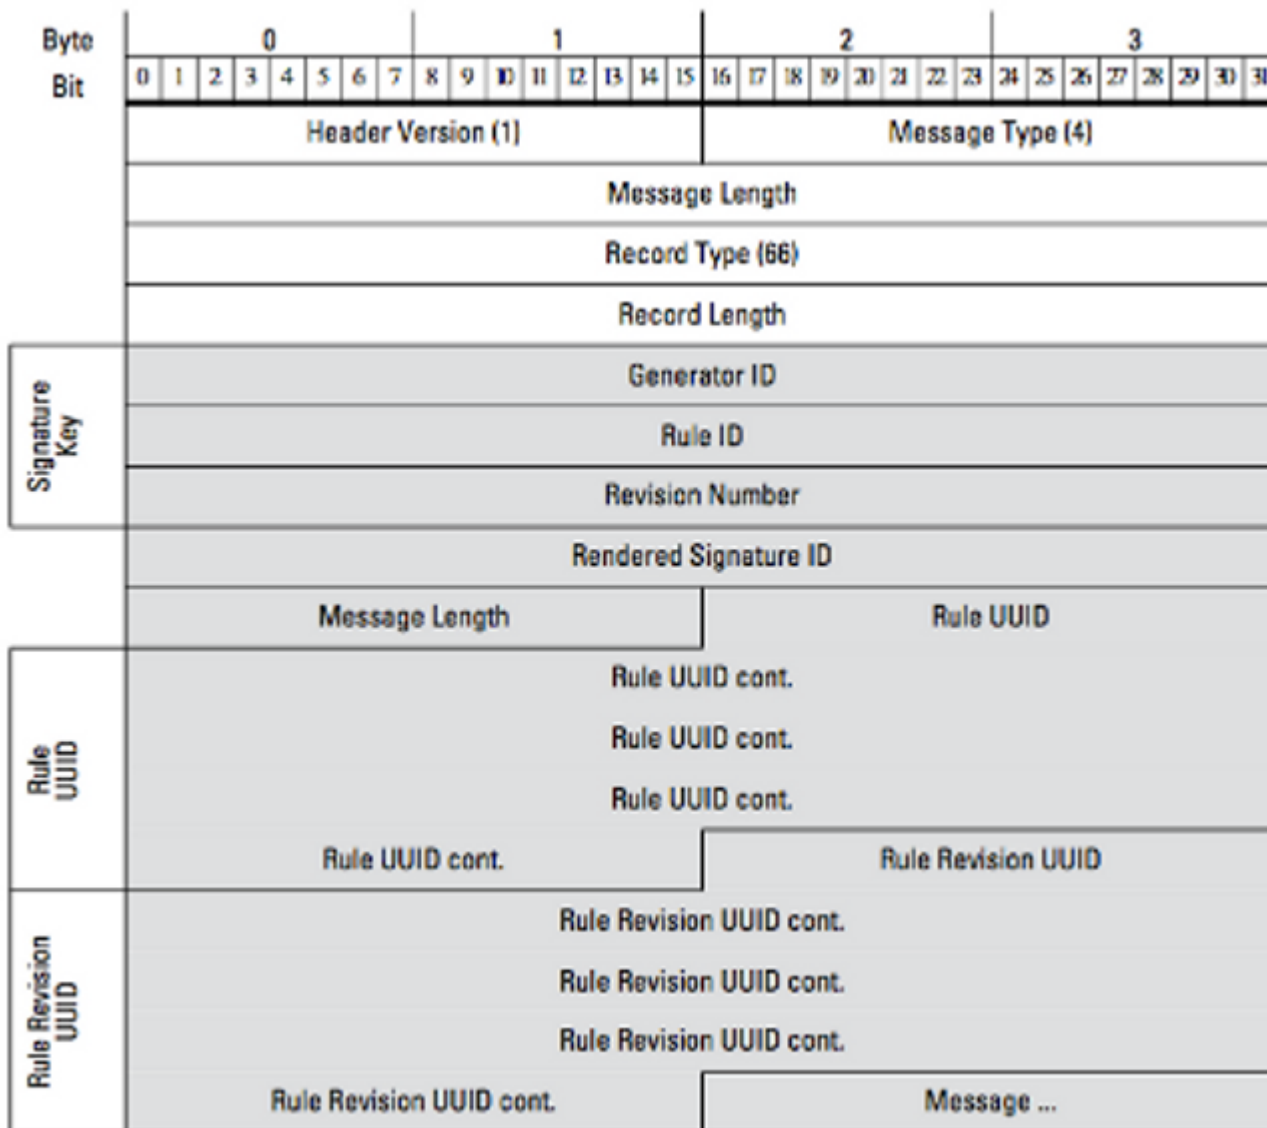 Byte 0 1 2 3
Bit 0 1 2 3 4 5 6 7 8 9 10 11 12 13 14 15 16 17 18 19 20 21 22 23 24 25 26 27 28 29 30 31
Header Version (1) Message Type (4)
Message Length
Record Type (66)
Record Length
Signature
Key
Generator ID
Rule ID
Revision Number
Rendered Signature ID
Message Length Rule UUID
Rule
UUID
Rule UUID cont.
Rule UUID cont.
Rule UUID cont.
Rule UUID cont. Rule Revision UUID
Rule Revision
UUID
Rule Revision UUID cont.
Rule Revision UUID cont.
Rule Revision UUID cont.
Rule Revision UUID cont. Message ...